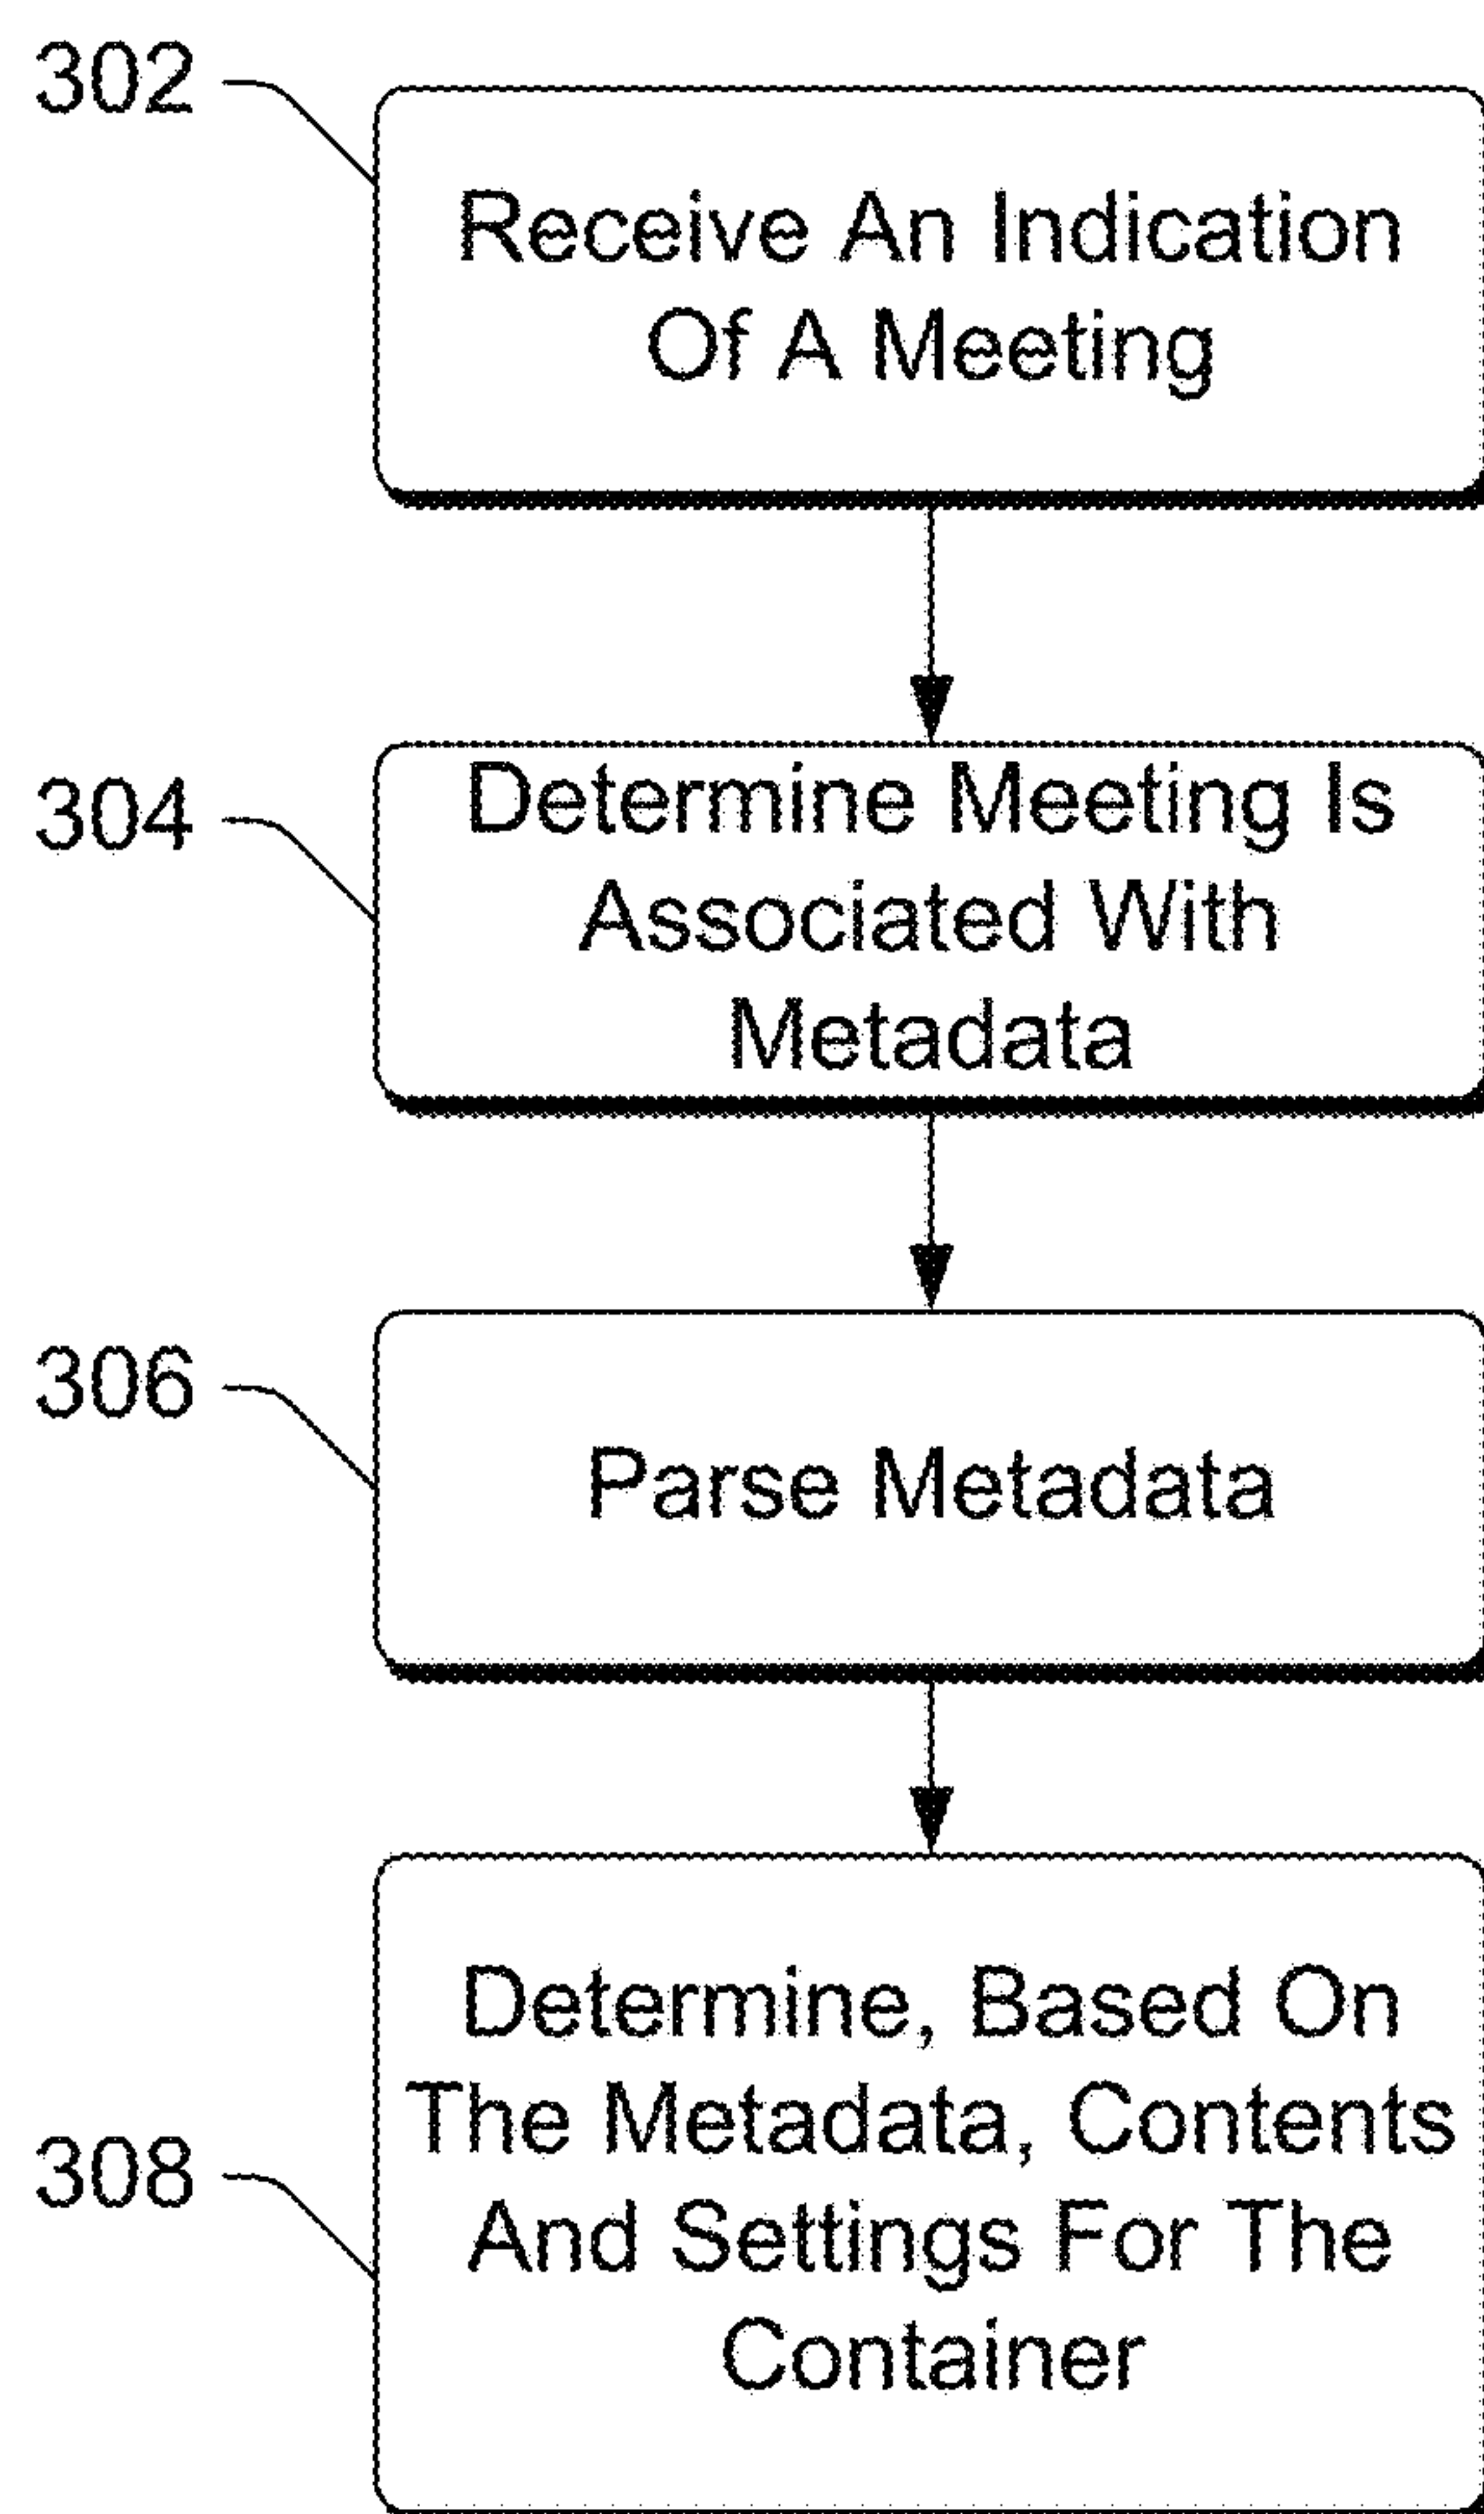 302
Receive An Indication
Of A Meeting
304
Determine Meeting Is
Associated With
Metadata
306
Parse Metadata
308
Determine, Based On
The Metadata, Contents
And Settings For The
Container